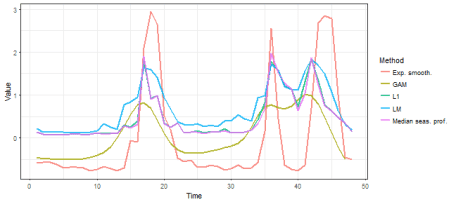 3
2
1
0
Value
0
10
20
30
40
50
Time
Method
Exp. smooth.
GAM
L1
LM
Median seas. prof.